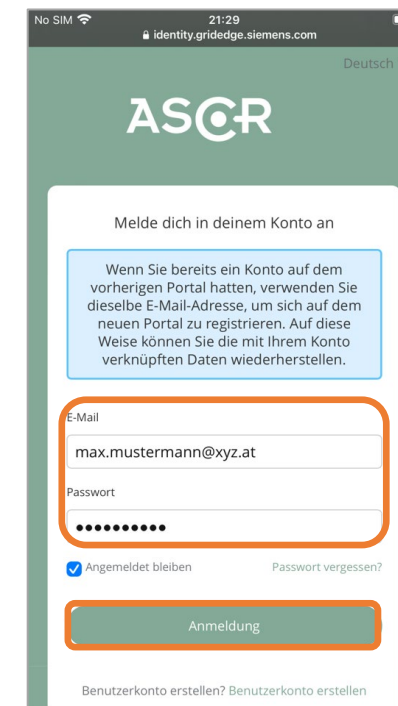 No SIM 21:29
identity.gridedge.siemens.com
Deutsch
ASCR
Melde dich in deinem Konto an
Wenn Sie bereits ein Konto auf dem
vorherigen Portal hatten, verwenden Sie
dieselbe E-Mail-Adresse, um sich auf dem
neuen Portal zu registrieren. Auf diese
Weise können Sie die mit Ihrem Konto
verknüpften Daten wiederherstellen.
E-Mail
max.mustermann@xyz.at
Passwort
••••••••••
Angemeldet bleiben Passwort vergessen?
Anmeldung
Benutzerkonto erstellen? Benutzerkonto erstellen